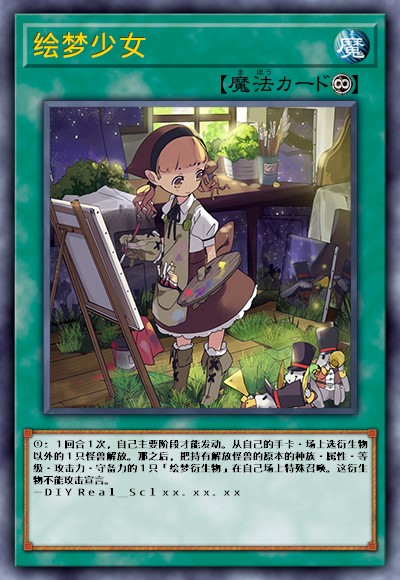 绘梦少女
魔
【魔法カード】
まほう
①：１回合１次，自己主要阶段才能发动。从自己的手卡·场上选衍生物
以外的１只怪兽解放。那之后，把持有解放怪兽的原本的种族·属性·等
级·攻击力·守备力的１只「绘梦衍生物」在自己场上特殊召唤。这衍生
物不能攻击宣言。
－ＤＩＹ Ｒｅａｌ＿Ｓｃｌ ｘｘ．ｘｘ．ｘｘ